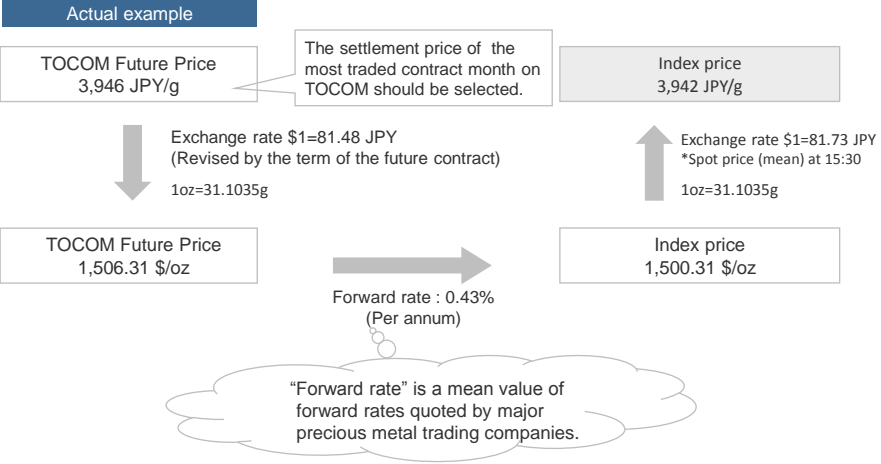 Actual example
TOCOM Future Price
3,946 JPY/g
The settlement price of the
most traded contract month on
TOCOM should be selected.
Index price
3,942 JPY/g
Exchange rate $1=81.48 JPY
(Revised by the term of the future contract)
1oz=31.1035g
Exchange rate $1=81.73 JPY
*Spot price (mean) at 15:30
1oz=31.1035g
TOCOM Future Price
1,506.31 $/oz
Forward rate : 0.43%
(Per annum)
Index price
1,500.31 $/oz
“Forward rate” is a mean value of
forward rates quoted by major
precious metal trading companies.